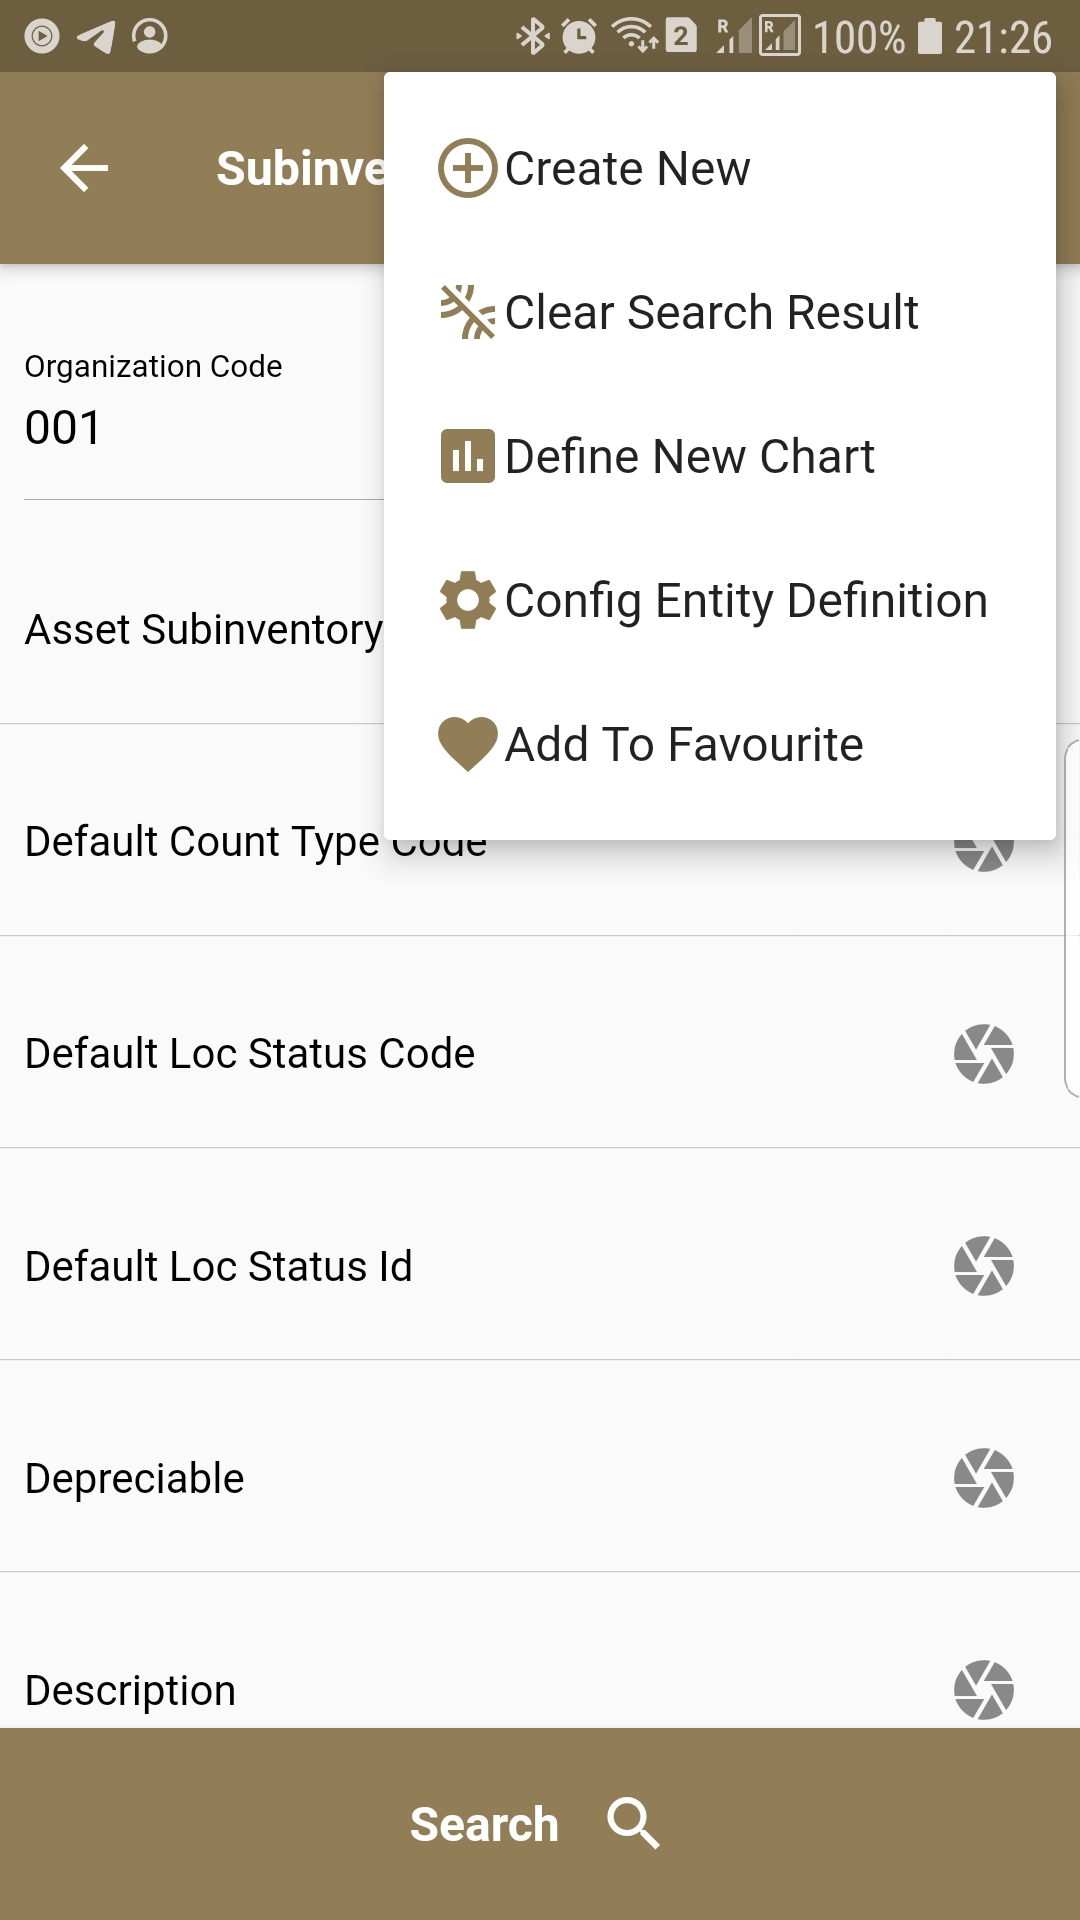 R R 100% 21:26
2
Subinve
Create New
Clear Search Result
Define New Chart
Config Entity Definition
Add To Favourite
Organization Code
001
Asset Subinventory
Default Count Type Code
Default Loc Status Code
Default Loc Status Id
Depreciable
Description
Search